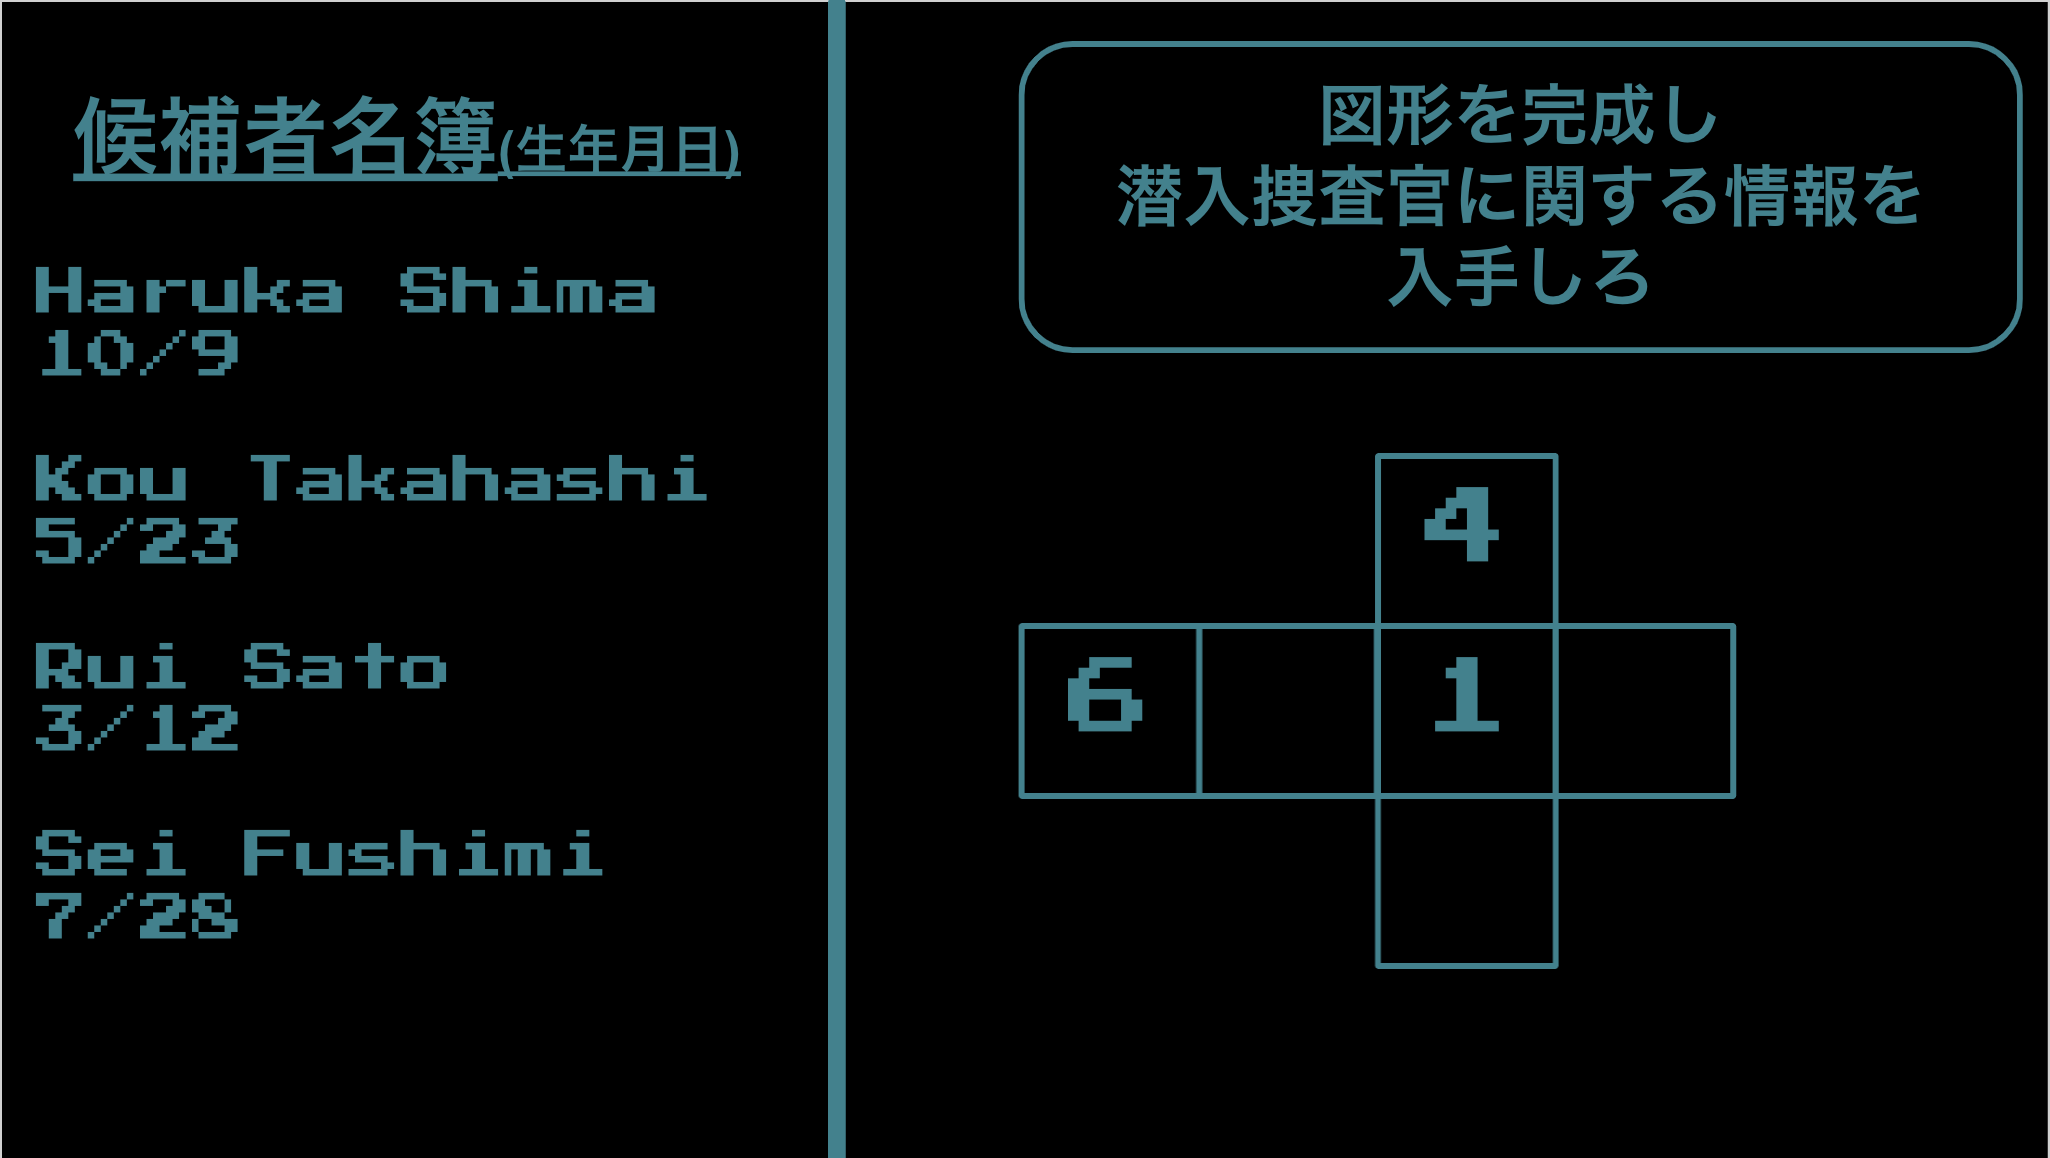 候補者名簿(生年月日)
Haruka Shima
10/9
Kou Takahashi
5/23
Rui Sato
3/12
Sei Fushimi
7/28
図形を完成し
潜入捜査官に関する情報を
入手しろ
4
6 1